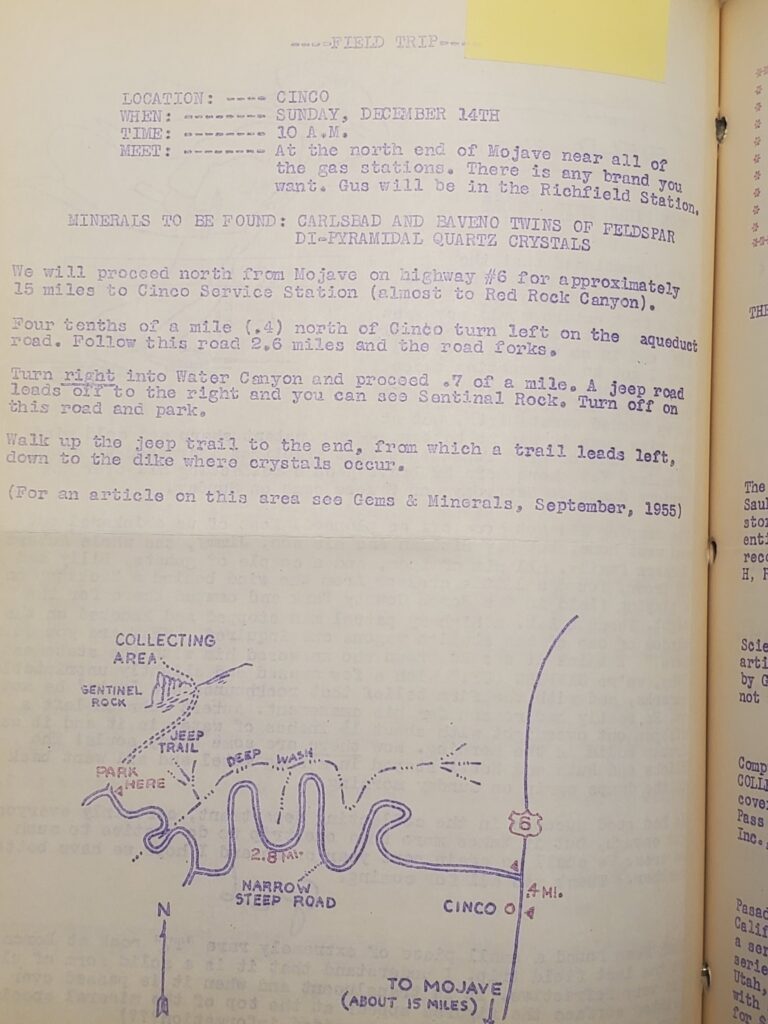 ----FIELD TRIP----
LOCATION: ---- CINCO
WHEN: -------- SUNDAY, DECEMBER 14TH
TIME: -------- 10 A.M.
MEET: -------- At the north end of Mojave near all of
the gas stations. There is any brand you
want. Gus will be in the Richfield Station.
MINERALS TO BE FOUND: CARLSBAD AND BAVENO TWINS OF FELDSPAR
DI-PYRAMIDAL QUARTZ CRYSTALS
We will proceed north from Mojave on highway #6 for approximately
15 miles to Cinco Service Station (almost to Red Rock Canyon).
Four tenths of a mile (.4) north of Cinco turn left on the aqueduct
road. Follow this road 2.6 miles and the road forks.
Turn right into Water Canyon and proceed .7 of a mile. A jeep road
leads off to the right and you can see Sentinal Rock. Turn off on
this road and park.
Walk up the jeep trail to the end, from which a trail leads left,
down to the dike where crystals occur.
(For an article on this area see Gems & Minerals, September, 1955)
COLLECTING
AREA
SENTINEL
ROCK
JEEP
TRAIL
DEEP WASH
PARK
HERE
6
2.8 MI.
NARROW
STEEP ROAD
.4 MI.
CINCO
N
TO MOJAVE
(ABOUT 15 MILES)
THE
The
Saul
stor
enti
reco
H, F
Scie
arti
by G
not
Comp
COLL
cove
Pass
Inc.,
Pasad
Calif
a ser
serie
Utah,
with
for s